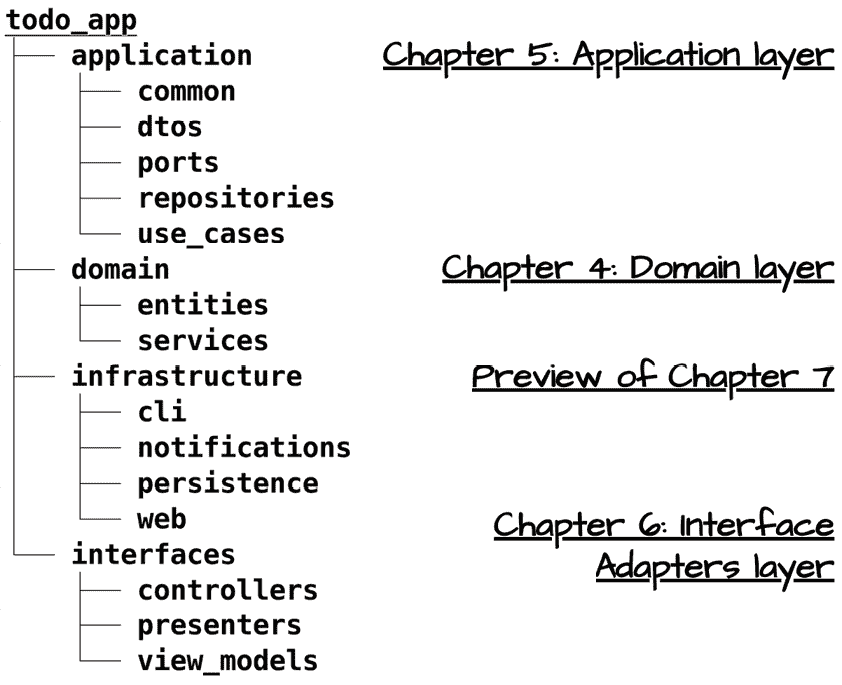 todo_app
application Chapter 5: Application layer
common
dtos
ports
repositories
use_cases
domain Chapter 4: Domain layer
entities
services
infrastructure Preview of Chapter 7
cli
notifications
persistence
web
Chapter 6: Interface
interfaces
Adapters layer
controllers
presenters
view_models